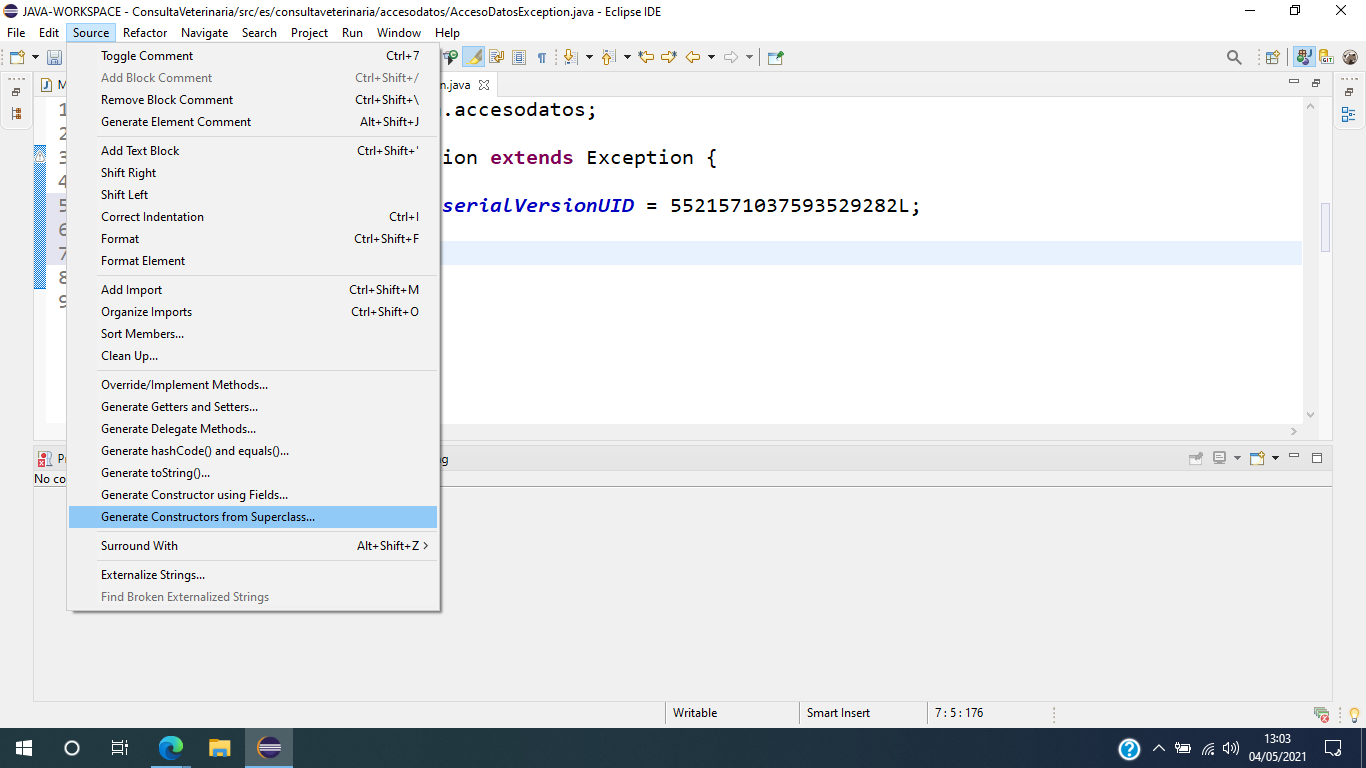 JAVA-WORKSPACE - ConsultaVeterinaria/src/es/consultaveterinaria/accesodatos/AccesoDatosException.java - Eclipse IDE
File Edit Source Refactor Navigate Search Project Run Window Help
Toggle Comment Ctrl+7
Add Block Comment Ctrl+Shift+/
Remove Block Comment Ctrl+Shift+\
Generate Element Comment Alt+Shift+J
Add Text Block Ctrl+Shift+'
Shift Right
Shift Left
Correct Indentation Ctrl+I
Format Ctrl+Shift+F
Format Element
Add Import Ctrl+Shift+M
Organize Imports Ctrl+Shift+O
Sort Members...
Clean Up...
Override/Implement Methods...
Generate Getters and Setters...
Generate Delegate Methods...
Generate hashCode() and equals()...
Generate toString()...
Generate Constructor using Fields...
Generate Constructors from Superclass...
Surround With Alt+Shift+Z >
Externalize Strings...
Find Broken Externalized Strings
M
n.java
1 .accesodatos;
2
3 ion extends Exception {
4
5 serialVersionUID = 5521571037593529282L;
6
7
8
9
P
g
No co
Writable Smart Insert 7 : 5 : 176
GIT
13:03
04/05/2021